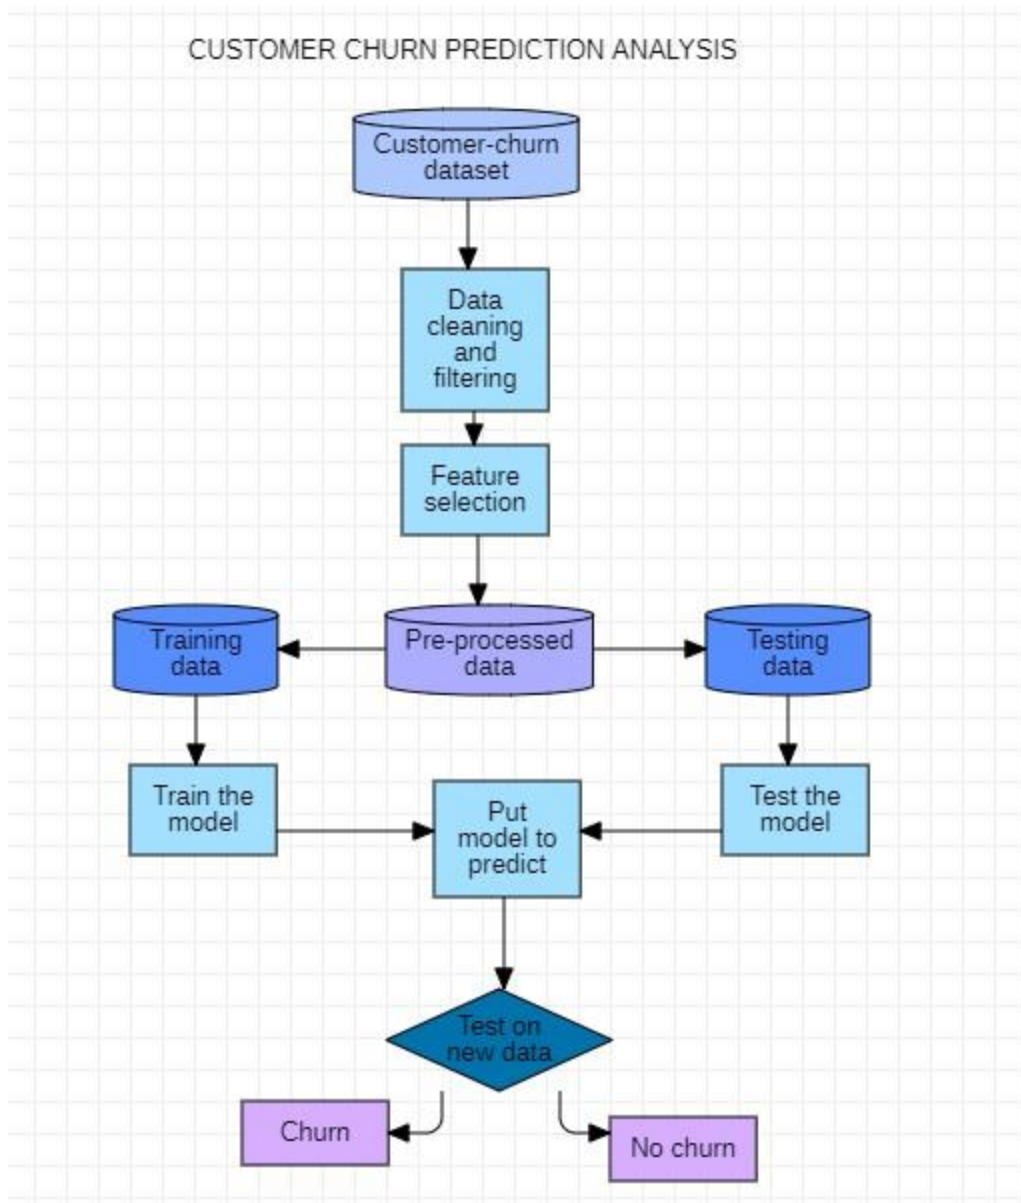 CUSTOMER CHURN PREDICTION ANALYSIS
Customer-churn
dataset
Data
cleaning
and
filtering
Feature
selection
Training
data
Pre-processed
data
Testing
data
Train the
model
Put
model to
predict
Test the
model
Test on
new data
Churn
No churn